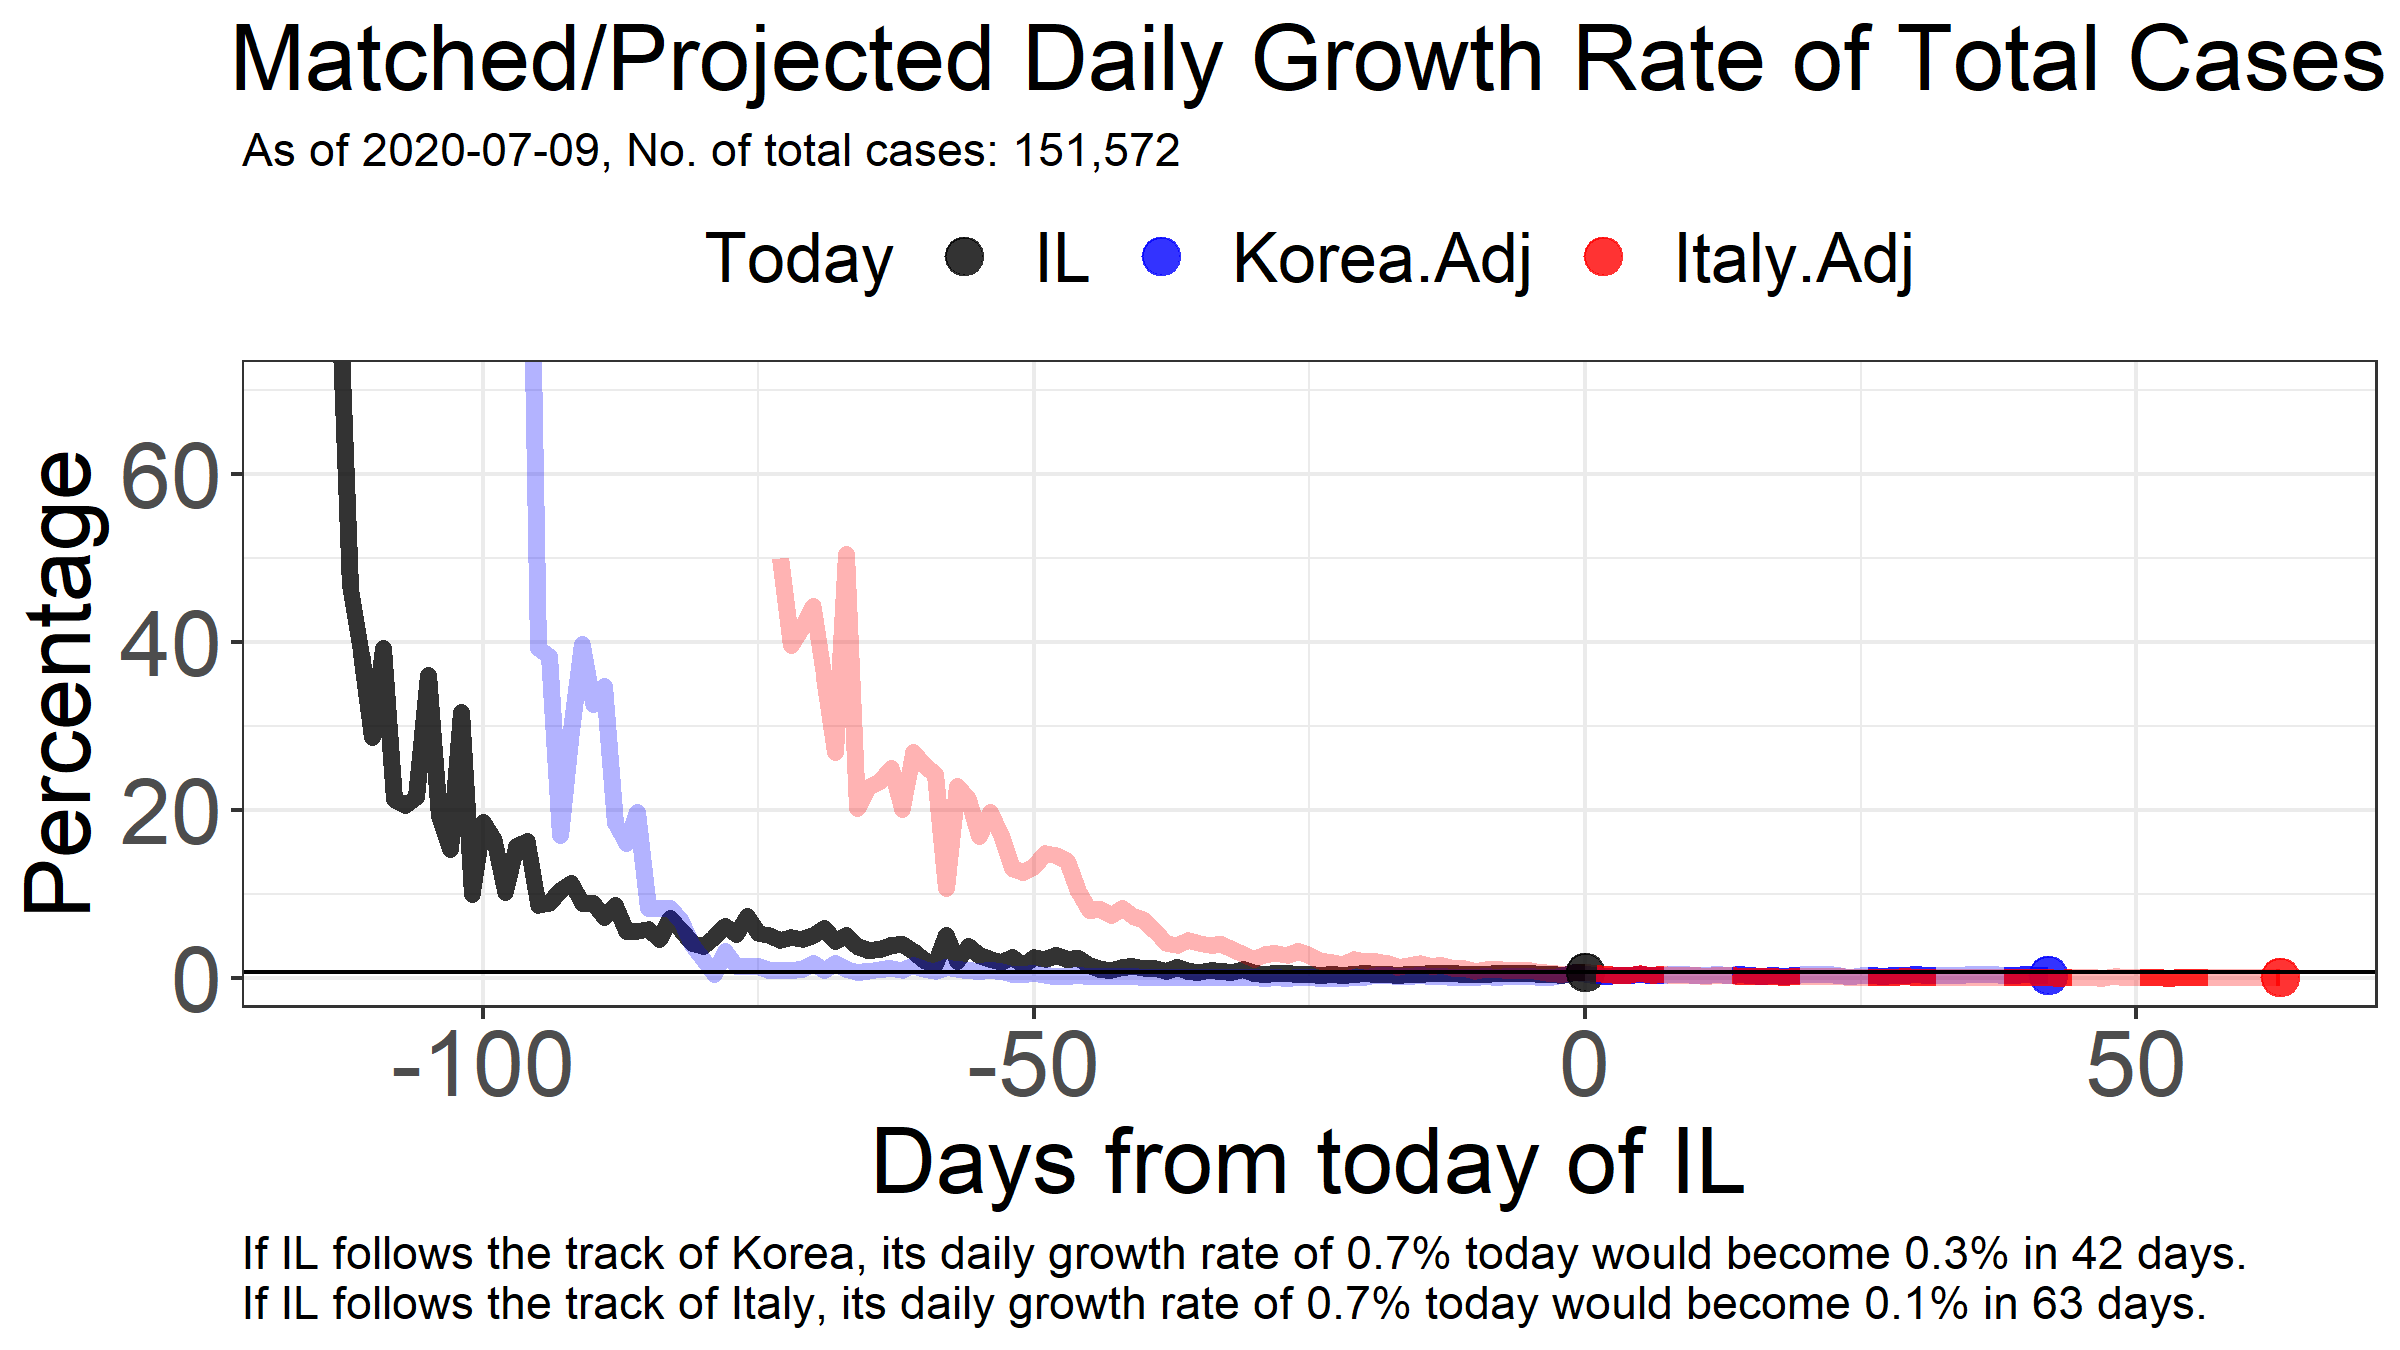 Matched/Projected Daily Growth Rate of Total Cases
As of 2020-07-09, No. of total cases: 151,572
Today IL Korea.Adj Italy.Adj
Percentage
60
40
20
0
-100 -50 0 50
Days from today of IL
If IL follows the track of Korea, its daily growth rate of 0.7% today would become 0.3% in 42 days.
If IL follows the track of Italy, its daily growth rate of 0.7% today would become 0.1% in 63 days.